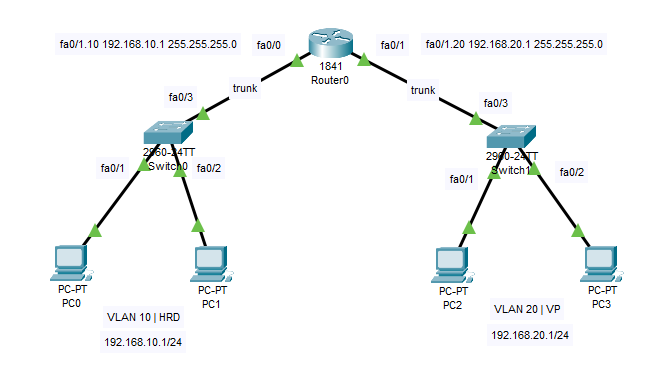 fa0/1.10 192.168.10.1 255.255.255.0
fa0/0
fa0/1
fa0/1.20 192.168.20.1 255.255.255.0
1841
Router0
trunk
trunk
fa0/3
fa0/3
2960-24TT
Switch0
2960-24TT
Switch1
fa0/1
fa0/2
fa0/1
fa0/2
PC-PT
PC0
PC-PT
PC1
PC-PT
PC2
PC-PT
PC3
VLAN 10 | HRD
192.168.10.1/24
VLAN 20 | VP
192.168.20.1/24